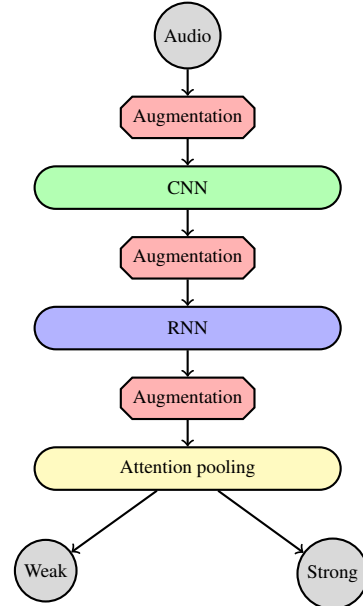 Audio
Augmentation
CNN
Augmentation
RNN
Augmentation
Attention pooling
Weak
Strong